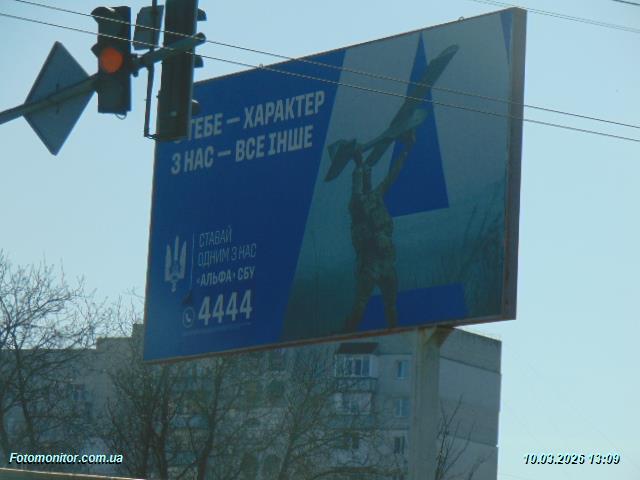 ТЕБЕ — ХАРАКТЕР
З НАС — ВСЕ ІНШЕ
СТАВАЙ
ОДНИМ З НАС
«АЛЬФА» СБУ
4444
Fotomonitor.com.ua
10.03.2026 13:09